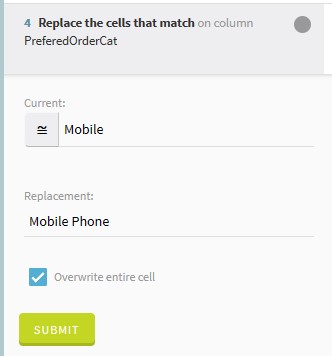 4 Replace the cells that match on column
PreferedOrderCat
Current:
≅ Mobile
Replacement:
Mobile Phone
Overwrite entire cell
SUBMIT